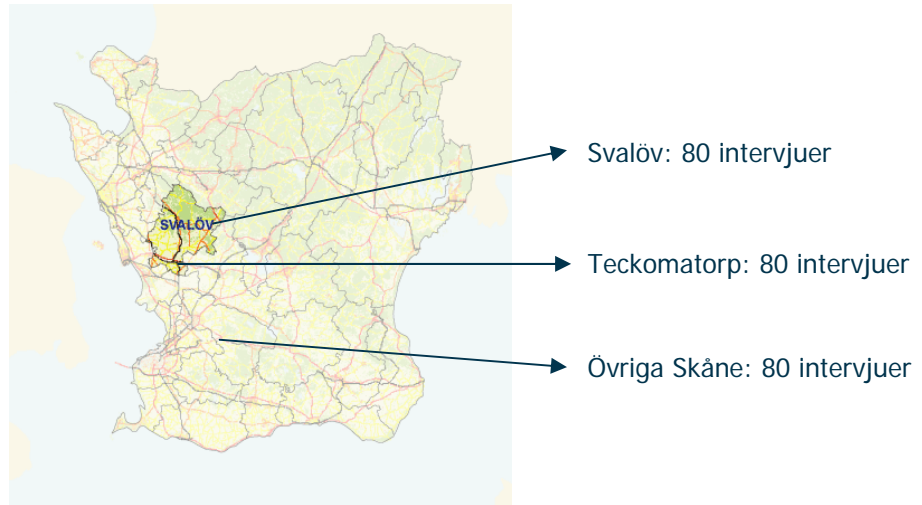 Svalöv: 80 intervjuer
SVALÖV
Teckomatorp: 80 intervjuer
Övriga Skåne: 80 intervjuer